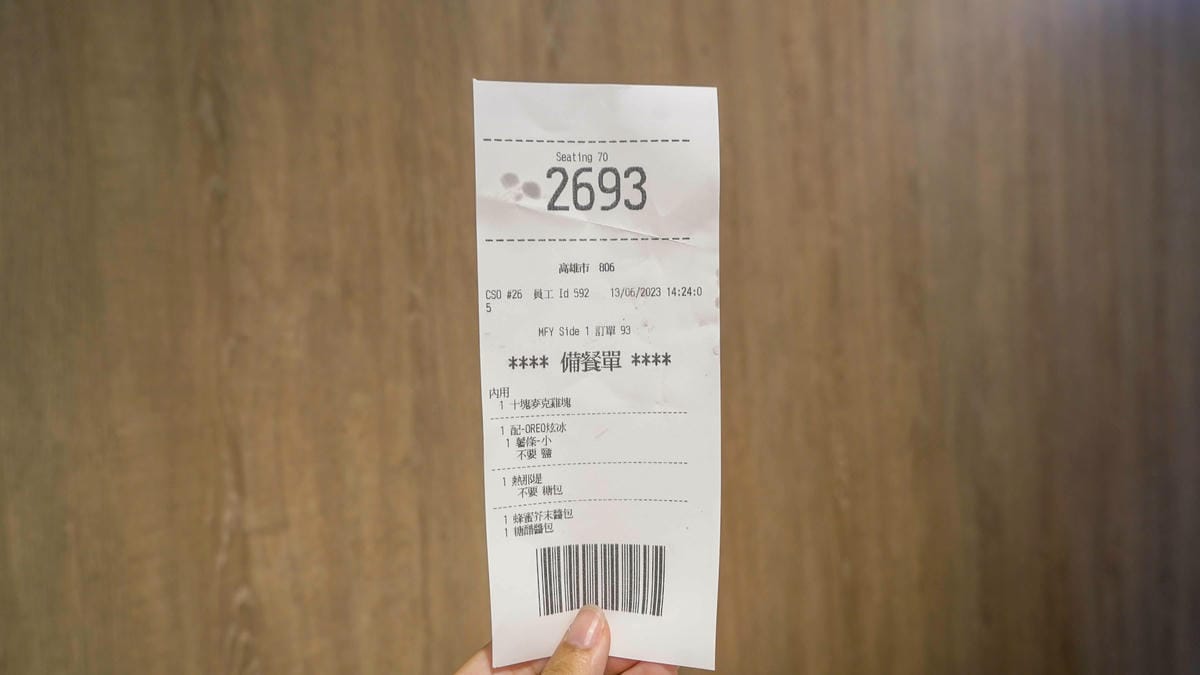 Seating 70
2693
高雄市 806
CSO #26 員工 Id 592 13/06/2023 14:24:0
5
MFY Side 1 訂單 93
**** 備餐單 ****
內用
1 十塊麥克雞塊
1 配-OREO炫冰
1 薯條-小
不要 鹽
1 熱那堤
不要 糖包
1 蜂蜜芥末醬包
1 糖醋醬包